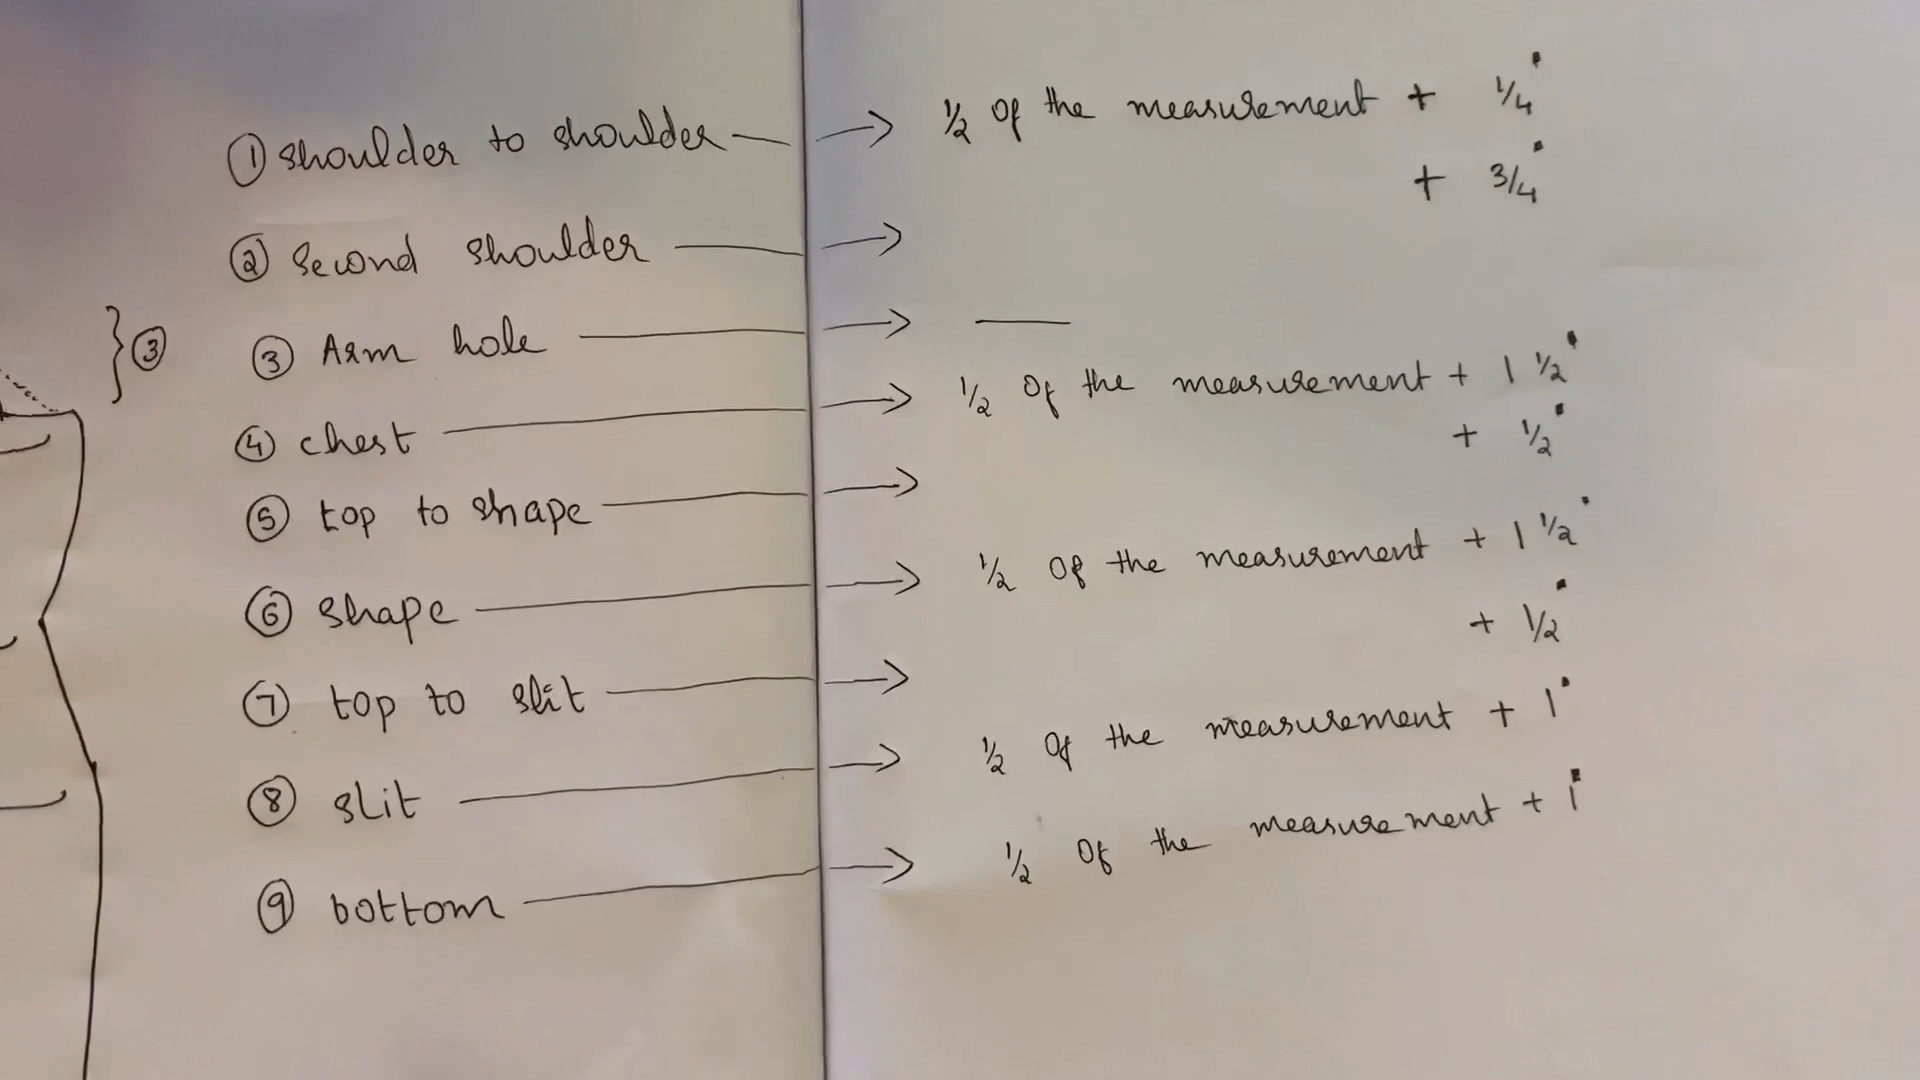 ① shoulder to shoulder → 1/2 of the measurement + 1/4"
② second shoulder → + 3/4"
③
③ Arm hole → —
④ chest → 1/2 of the measurement + 1 1/2"
⑤ top to shape → + 1/2"
⑥ shape → 1/2 of the measurement + 1 1/2"
⑦ top to slit → + 1/2"
⑧ slit → 1/2 of the measurement + 1"
⑨ bottom → 1/2 of the measurement + 1"